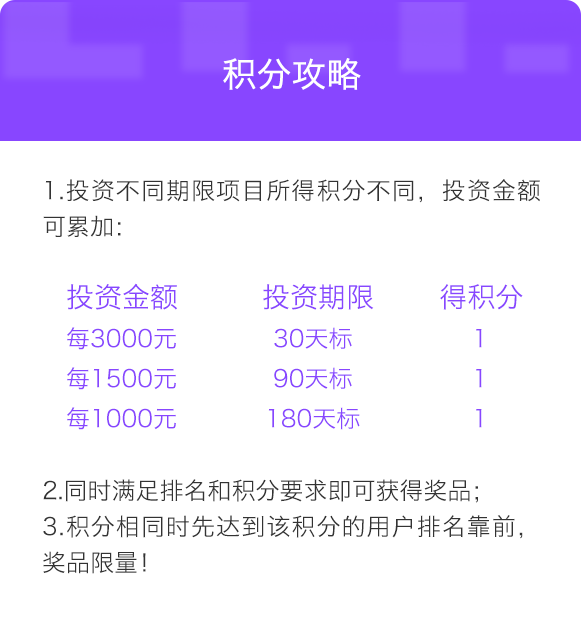 积分攻略
1.投资不同期限项目所得积分不同，投资金额
可累加：
投资金额 投资期限 得积分
每3000元 30天标 1
每1500元 90天标 1
每1000元 180天标 1
2.同时满足排名和积分要求即可获得奖品；
3.积分相同时先达到该积分的用户排名靠前，
奖品限量！